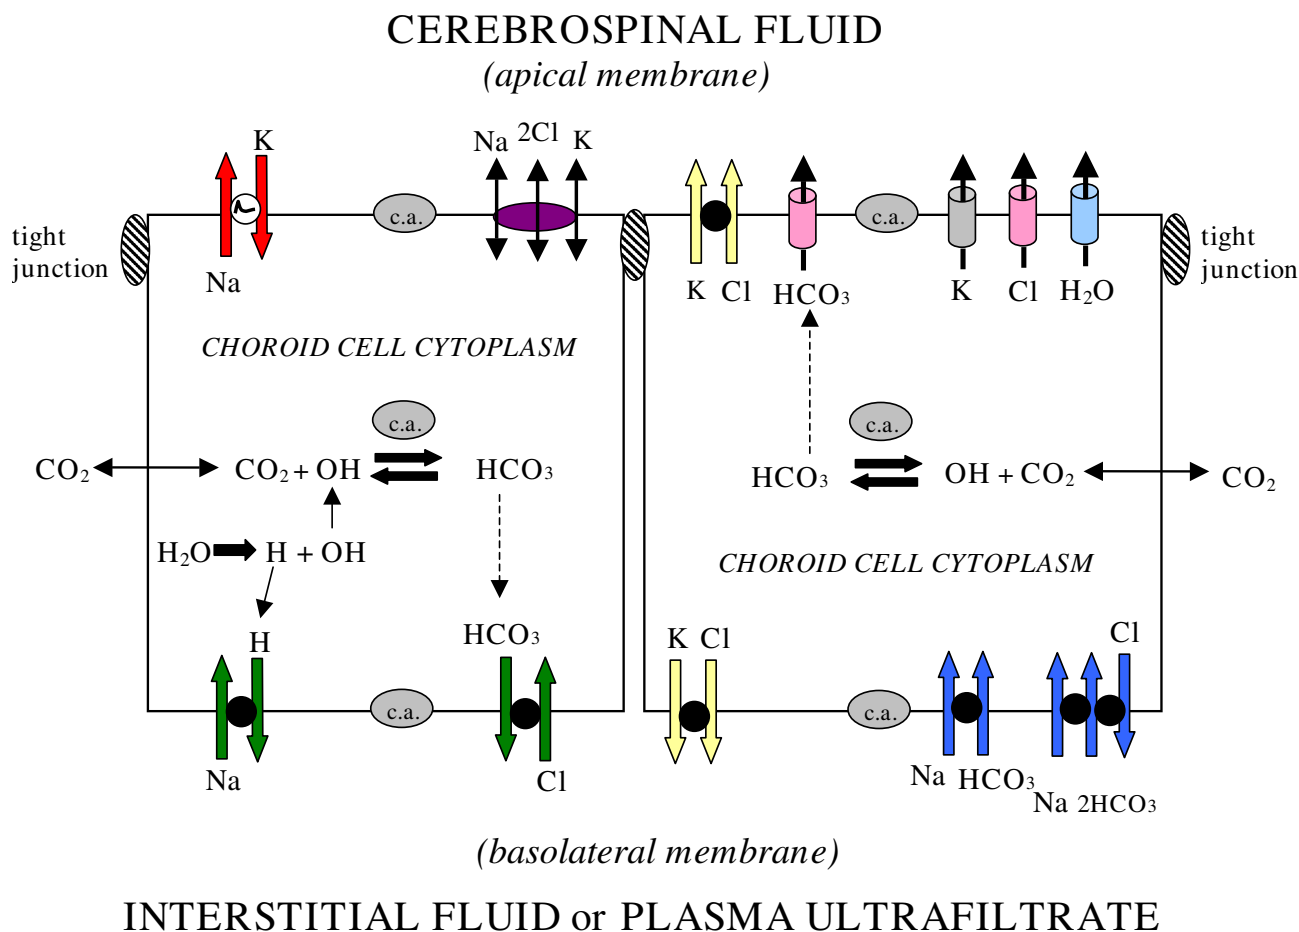 CEREBROSPINAL FLUID
(apical membrane)
K
Na 2Cl K
c.a.
c.a.
tight
junction
tight
junction
Na
K Cl HCO3
K Cl H2O
CHOROID CELL CYTOPLASM
c.a.
c.a.
CO2
CO2 + OH
HCO3
HCO3
OH + CO2
CO2
H2O
H + OH
CHOROID CELL CYTOPLASM
H
HCO3
K Cl
Cl
c.a.
c.a.
Na
Cl
Na HCO3
Na 2HCO3
(basolateral membrane)
INTERSTITIAL FLUID or PLASMA ULTRAFILTRATE